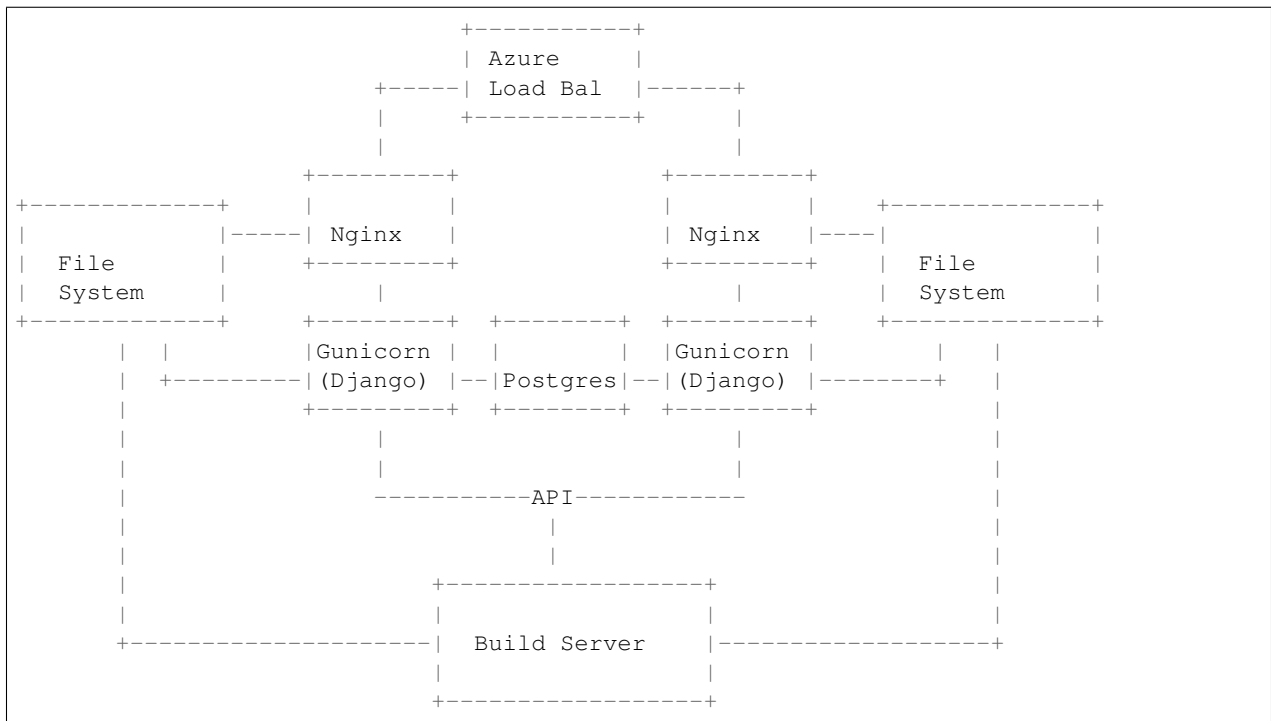 Azure
Load Bal
Nginx
Nginx
File
System
File
System
Gunicorn
(Django)
Postgres
Gunicorn
(Django)
API
Build Server